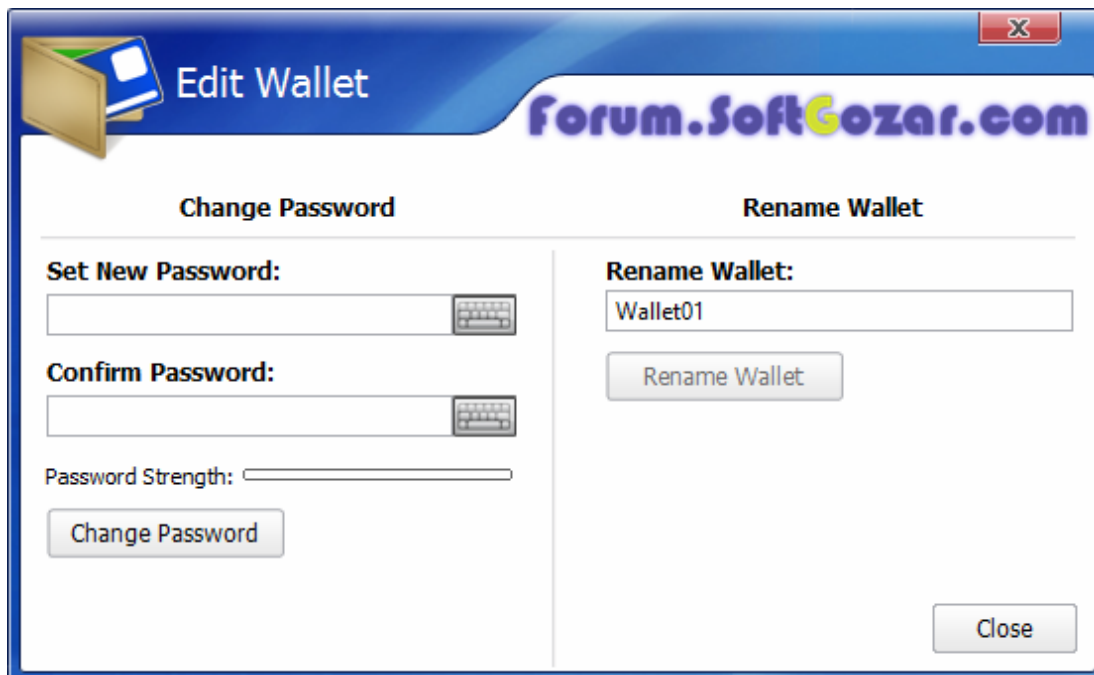 Edit Wallet
Forum.SoftGozar.com
Change Password
Set New Password:
Confirm Password:
Password Strength:
Change Password
Rename Wallet
Rename Wallet:
Wallet01
Rename Wallet
Close